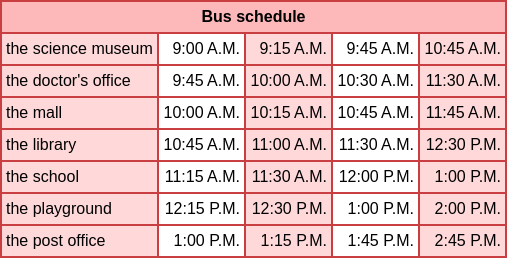 Bus schedule
the science museum 9:00 A.M. 9:15 A.M. 9:45 A.M. 10:45 A.M.
the doctor's office 9:45 A.M. 10:00 A.M. 10:30 A.M. 11:30 A.M.
the mall 10:00 A.M. 10:15 A.M. 10:45 A.M. 11:45 A.M.
the library 10:45 A.M. 11:00 A.M. 11:30 A.M. 12:30 P.M.
the school 11:15 A.M. 11:30 A.M. 12:00 P.M. 1:00 P.M.
the playground 12:15 P.M. 12:30 P.M. 1:00 P.M. 2:00 P.M.
the post office 1:00 P.M. 1:15 P.M. 1:45 P.M. 2:45 P.M.